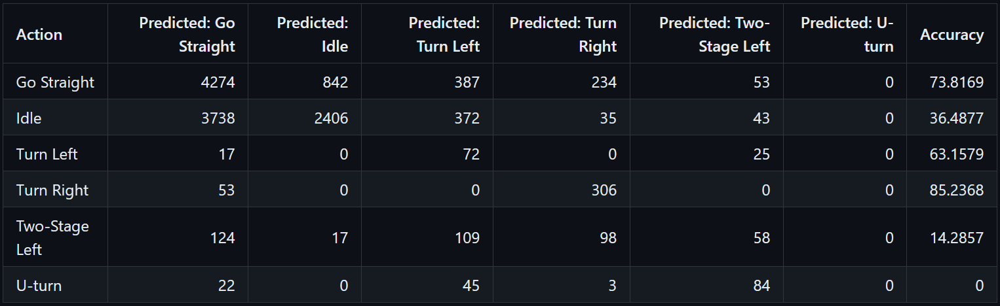 Action Predicted: Go Straight Predicted: Idle Predicted: Turn Left Predicted: Turn Right Predicted: Two-Stage Left Predicted: U-turn Accuracy
Go Straight 4274 842 387 234 53 0 73.8169
Idle 3738 2406 372 35 43 0 36.4877
Turn Left 17 0 72 0 25 0 63.1579
Turn Right 53 0 0 306 0 0 85.2368
Two-Stage Left 124 17 109 98 58 0 14.2857
U-turn 22 0 45 3 84 0 0